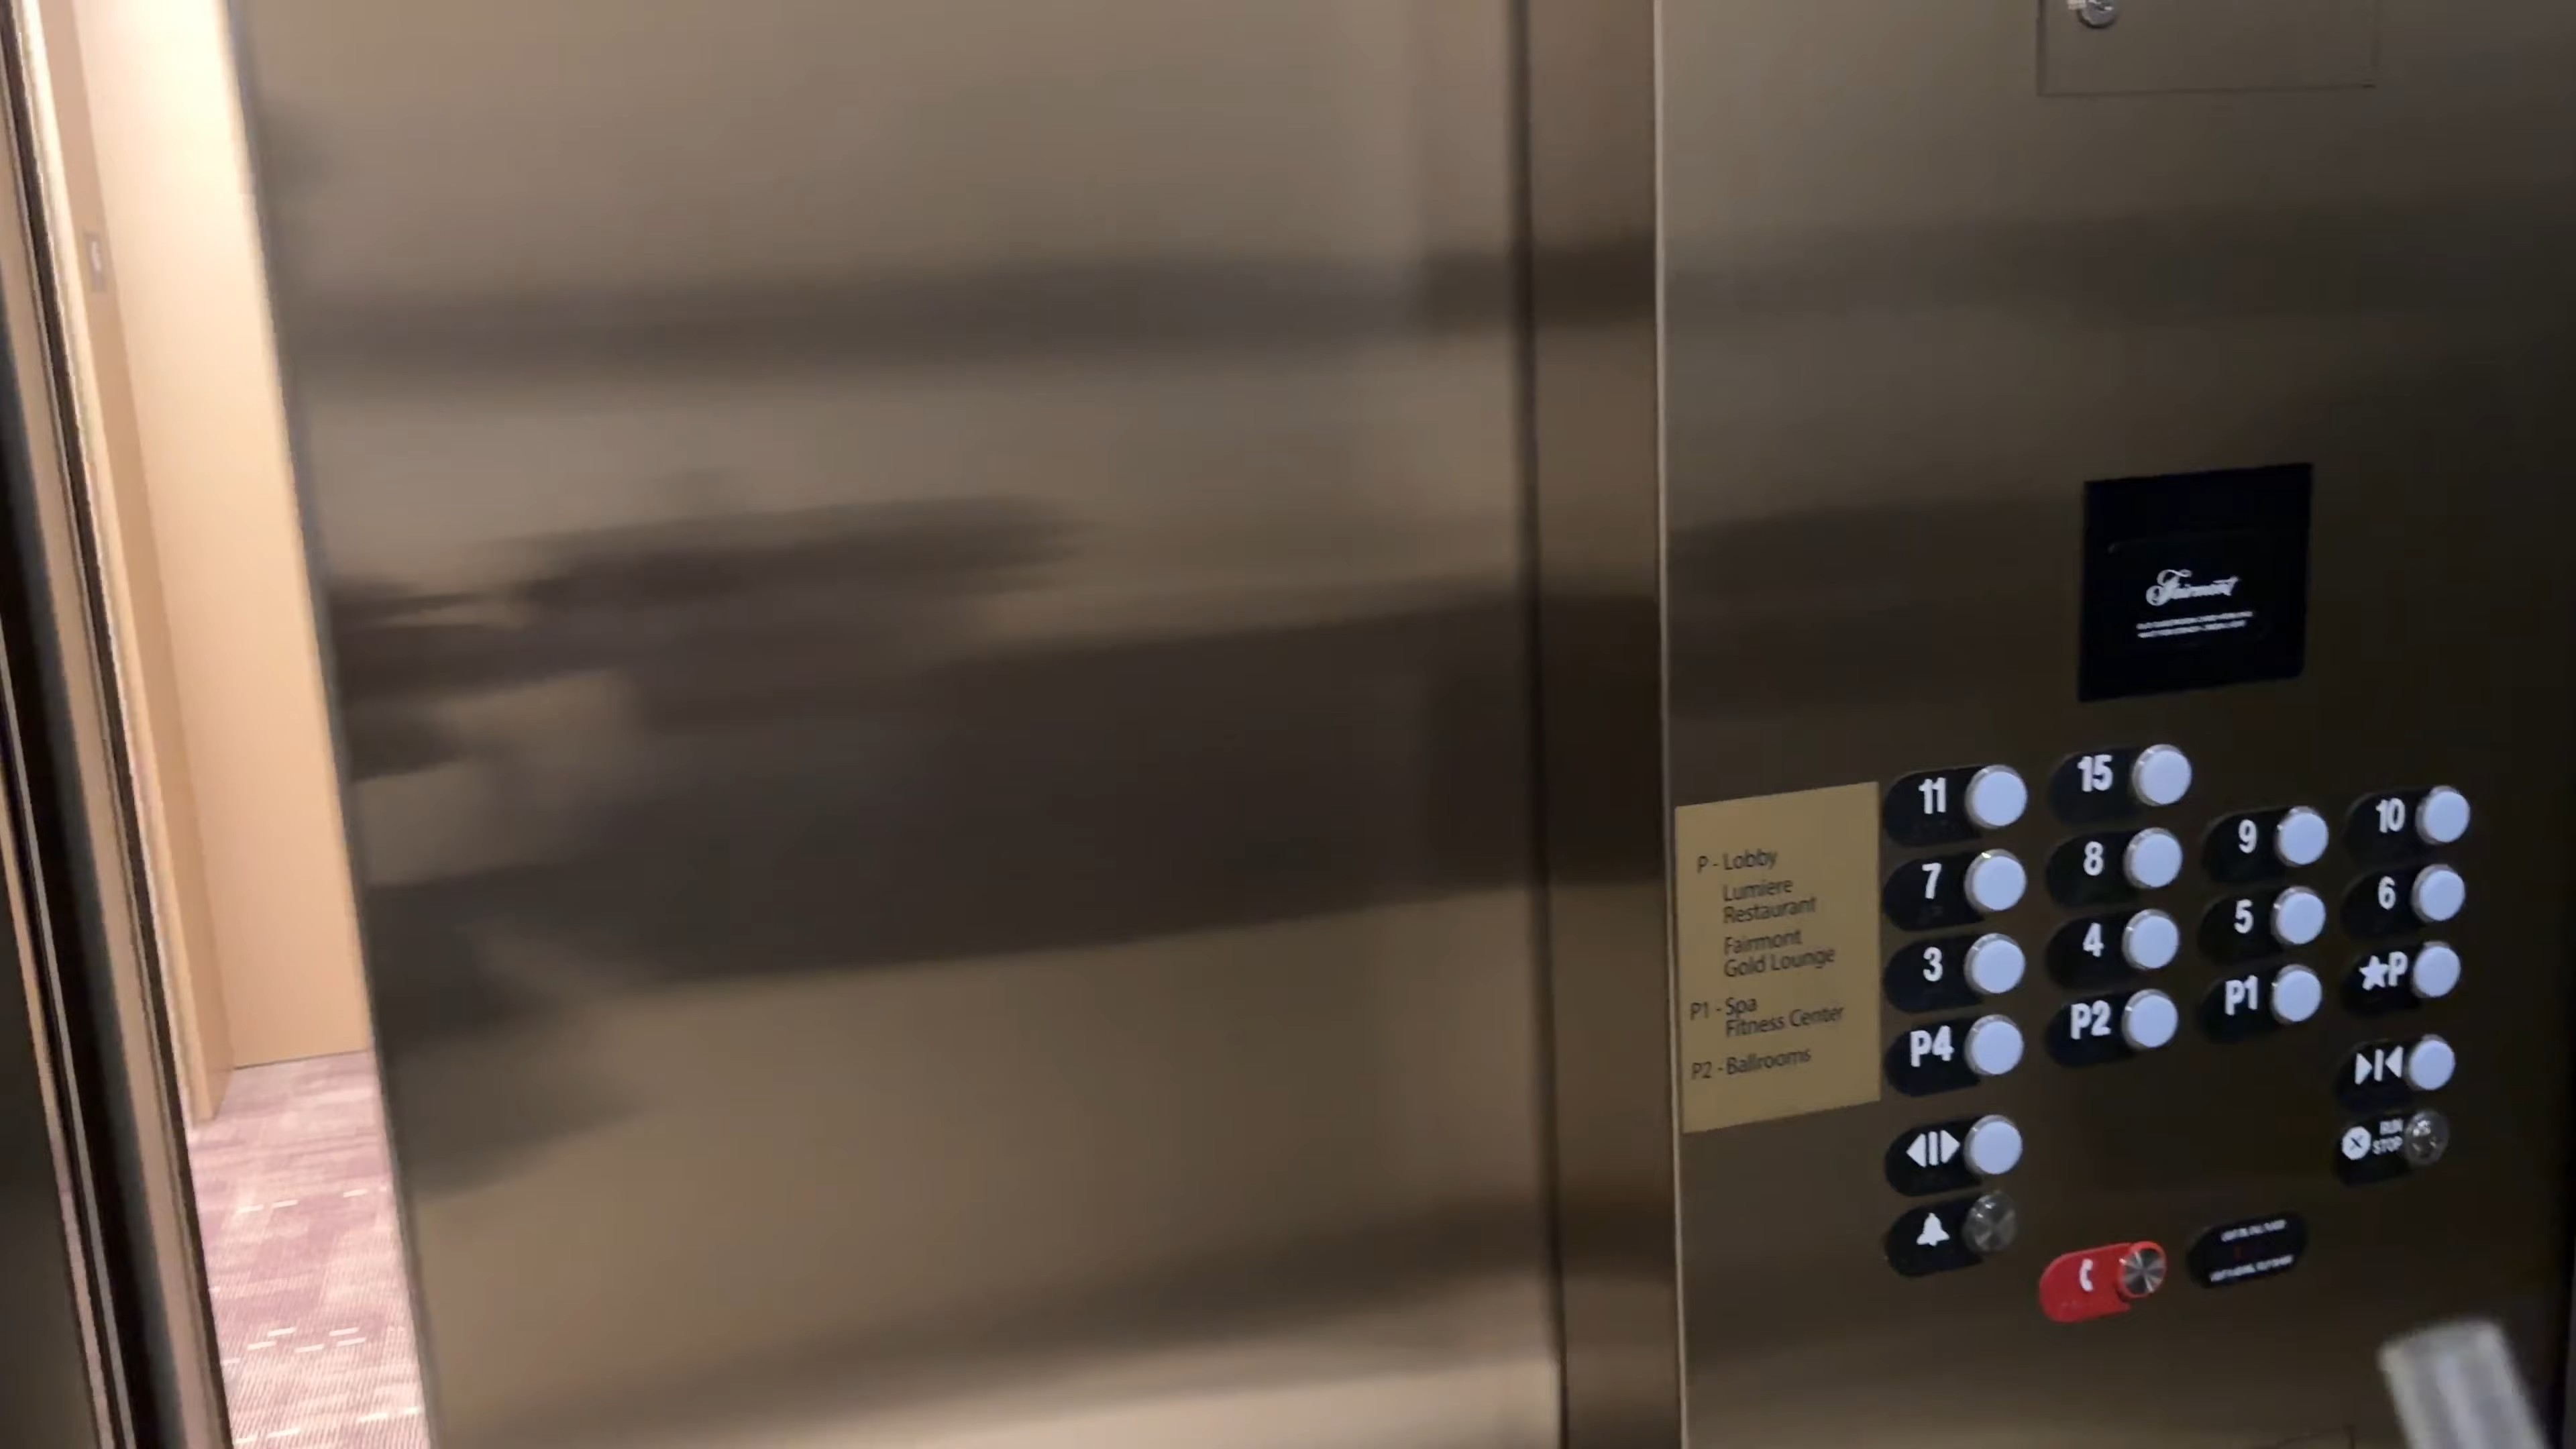 Fairmont
11
15
9
10
7
8
5
6
3
4
P1
★P
P4
P2
RUN
STOP
P - Lobby
Lumiere
Restaurant
Fairmont
Gold Lounge
P1 - Spa
Fitness Center
P2 - Ballrooms